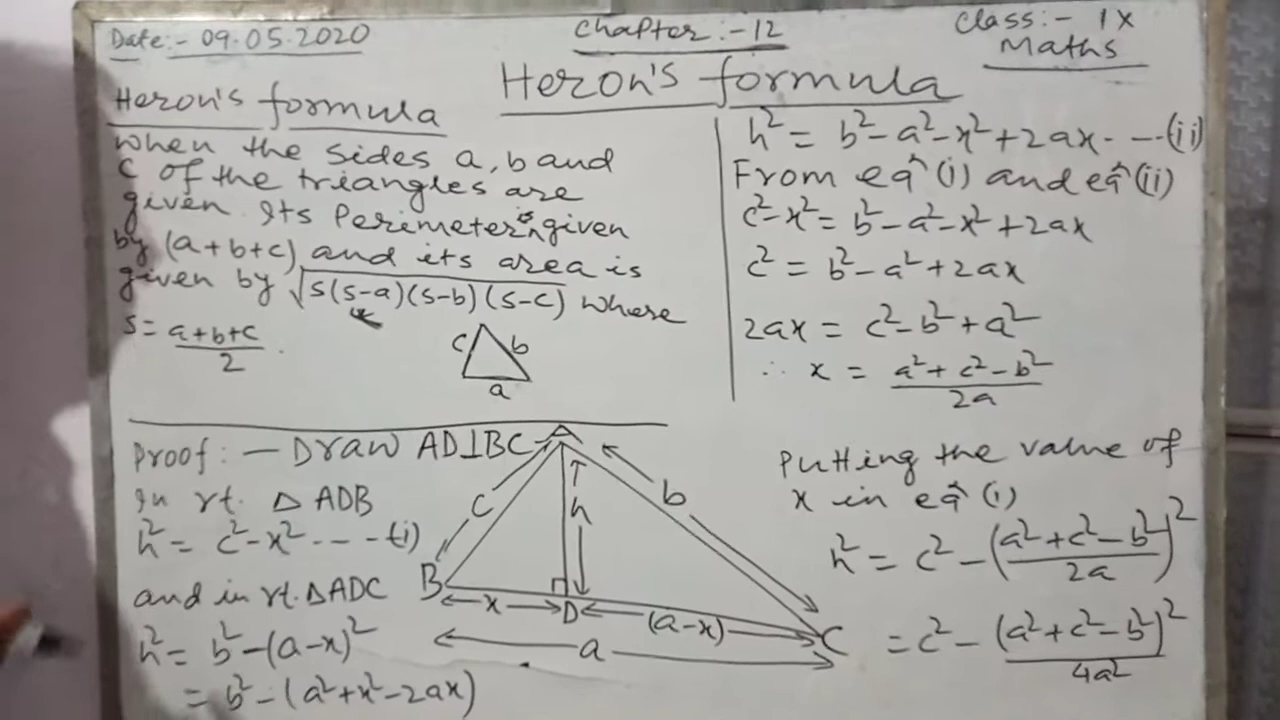 Date:- 09.05.2020
Chapter :- 12
Class:- IX
Maths
Heron's formula
Heron's formula
when the sides a, b and
c of the triangles are
given. Its Perimeter is given
by (a+b+c) and its area is
given by √s(s-a)(s-b)(s-c) where
s = a+b+c
2
c b
a
Proof :- Draw AD⊥BC
In rt. △ ADB
h² = c²-x² ---- (i)
and in rt. △ADC
h² = b²-(a-x)²
= b²-(a²+x²-2ax)
A
c h b
B x D (a-x) C
a
h² = b²-a²-x²+2ax- --- (ii)
From eqⁿ (i) and eqⁿ (ii)
c²-x² = b²-a²-x²+2ax
c² = b²-a²+2ax
2ax = c²-b²+a²
∴ x = a²+c²-b²
2a
Putting the value of
x in eqⁿ (i)
h² = c² - (a²+c²-b²)²
2a
= c² - (a²+c²-b²)²
4a²